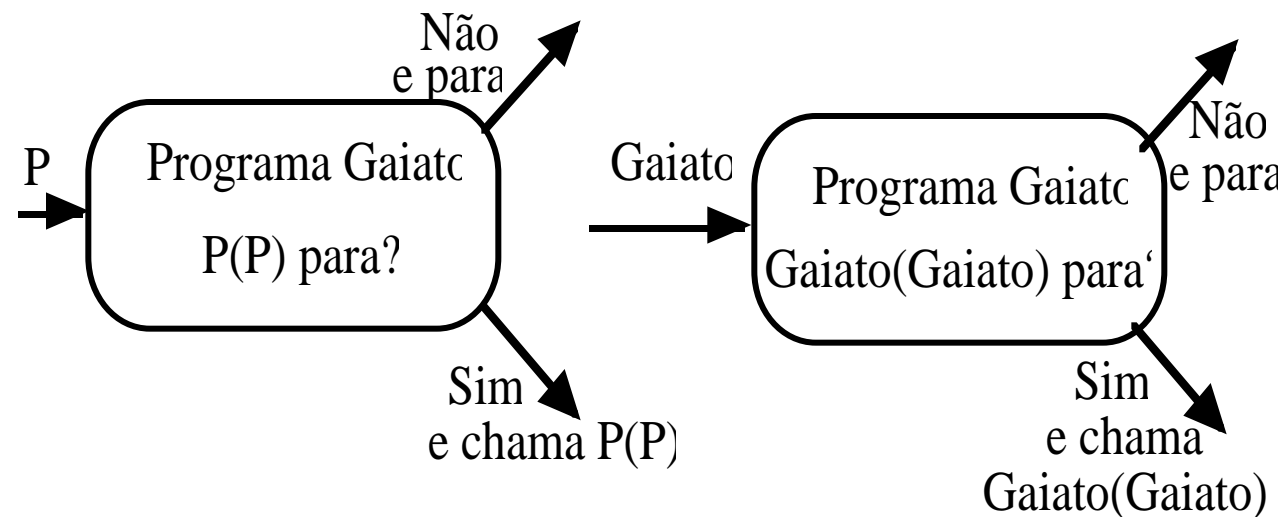 Não
e para
P
Programa Gaiato
P(P) para?
Sim
e chama P(P)
Gaiato
Programa Gaiato
Gaiato(Gaiato) para?
Não
e para
Sim
e chama
Gaiato(Gaiato)